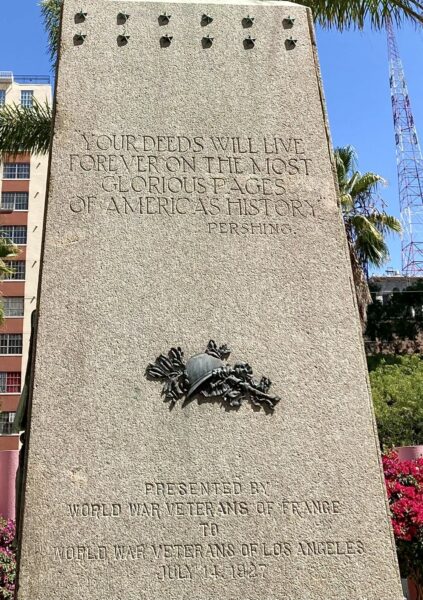 YOUR DEEDS WILL LIVE
FOREVER ON THE MOST
GLORIOUS PAGES
OF AMERICAS HISTORY.
PERSHING.
PRESENTED BY
WORLD WAR VETERANS OF FRANCE
TO
WORLD WAR VETERANS OF LOS ANGELES
JULY 14, 1937